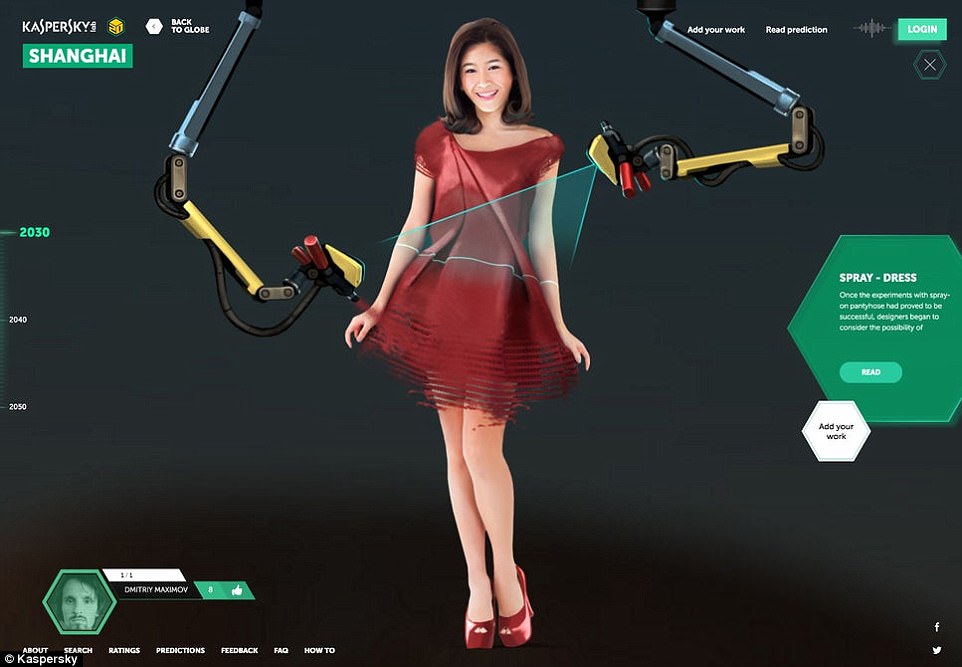 KASPERSKY lab
BACK
TO GLOBE
Add your work
Read prediction
LOGIN
SHANGHAI
2030
2040
2050
SPRAY - DRESS
Once the experiments with spray-
on pantyhose had proved to be
successful, designers began to
consider the possibility of
READ
Add your
work
1 / 1
DMITRIY MAXIMOV
8
ABOUT
SEARCH
RATINGS
PREDICTIONS
FEEDBACK
FAQ
HOW TO
© Kaspersky